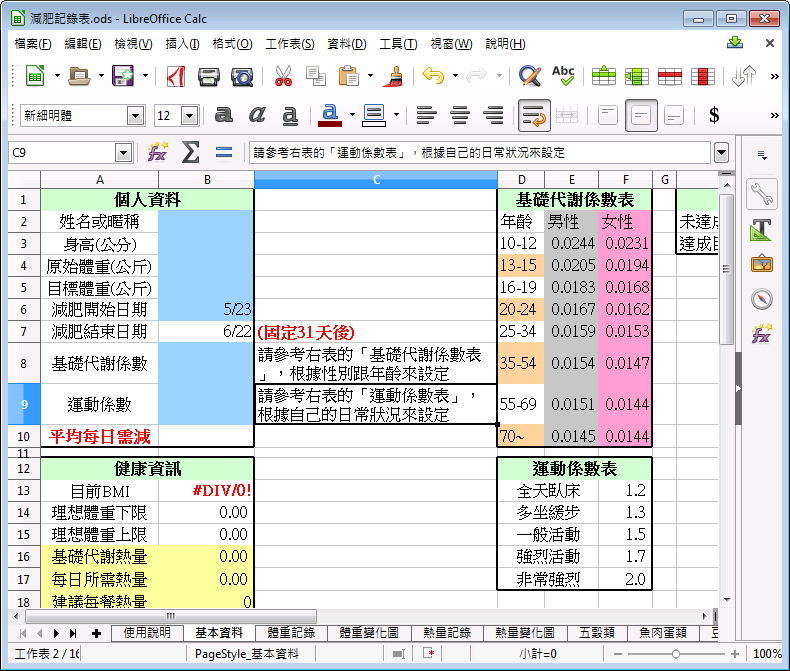 減肥記錄表.ods - LibreOffice Calc
檔案(F) 編輯(E) 檢視(V) 插入(I) 格式(O) 工作表(S) 資料(D) 工具(T) 視窗(W) 說明(H)
Abc
新細明體 12 a a a a $
C9 fx Σ = 請參考右表的「運動係數表」，根據自己的日常狀況來設定
A B C D E F G
1 個人資料 基礎代謝係數表
2 姓名或暱稱 年齡 男性 女性 未達成
3 身高(公分) 10-12 0.0244 0.0231 達成目
4 原始體重(公斤) 13-15 0.0205 0.0194
5 目標體重(公斤) 16-19 0.0183 0.0168
6 減肥開始日期 5/23 20-24 0.0167 0.0162
7 減肥結束日期 6/22 (固定31天後) 25-34 0.0159 0.0153
8 基礎代謝係數 請參考右表的「基礎代謝係數表 35-54 0.0154 0.0147
」，根據性別跟年齡來設定
9 運動係數 請參考右表的「運動係數表」， 55-69 0.0151 0.0144
根據自己的日常狀況來設定
10 平均每日需減 70~ 0.0145 0.0144
11
12 健康資訊 運動係數表
13 目前BMI #DIV/0! 全天臥床 1.2
14 理想體重下限 0.00 多坐緩步 1.3
15 理想體重上限 0.00 一般活動 1.5
16 基礎代謝熱量 0.00 強烈活動 1.7
17 每日所需熱量 0.00 非常強烈 2.0
18 建議每餐熱量 0
使用說明 基本資料 體重記錄 體重變化圖 熱量記錄 熱量變化圖 五穀類 魚肉蛋類
工作表 2 / 16 PageStyle_基本資料 小計=0 100%